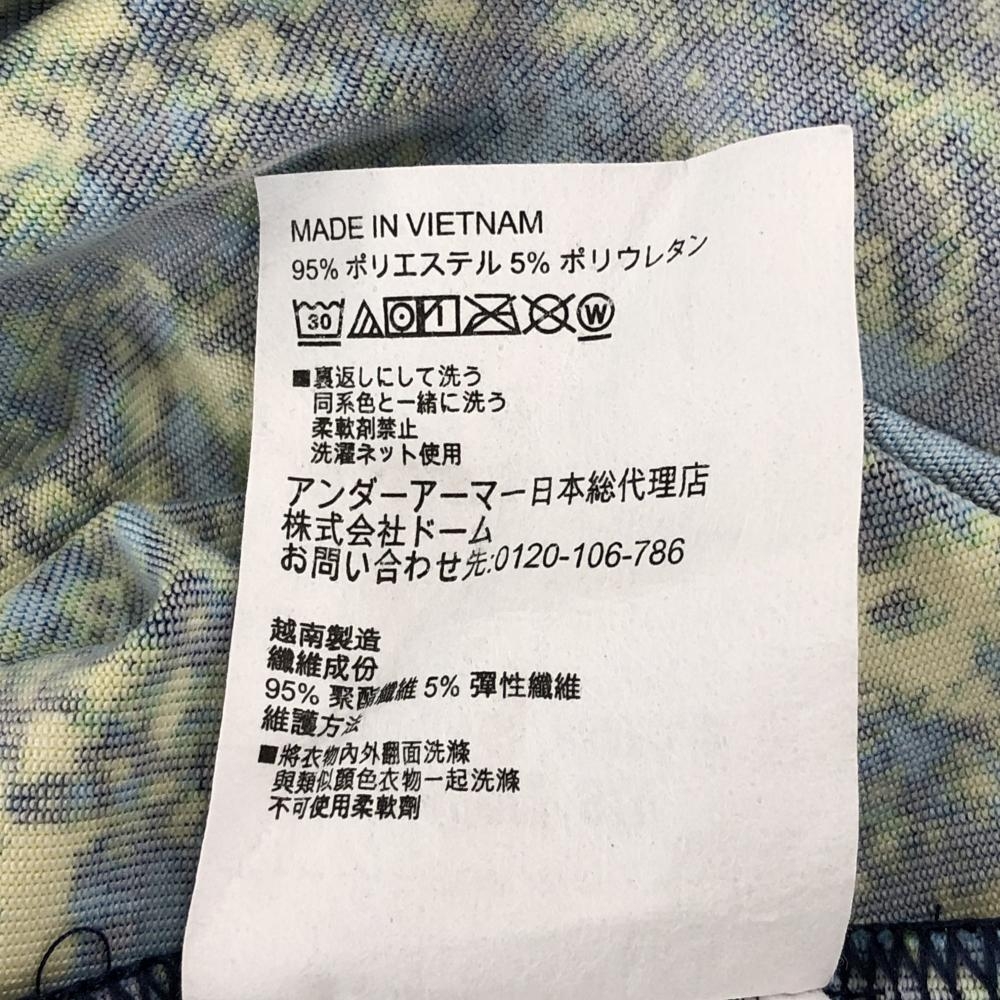 MADE IN VIETNAM
95% ポリエステル 5% ポリウレタン
30 W
■裏返しにして洗う
同系色と一緒に洗う
柔軟剤禁止
洗濯ネット使用
アンダーアーマー日本総代理店
株式会社ドーム
お問い合わせ先:0120-106-786
越南製造
纖維成份
95% 聚酯纖維 5% 彈性纖維
維護方法
■將衣物內外翻面洗滌
與類似顏色衣物一起洗滌
不可使用柔軟劑